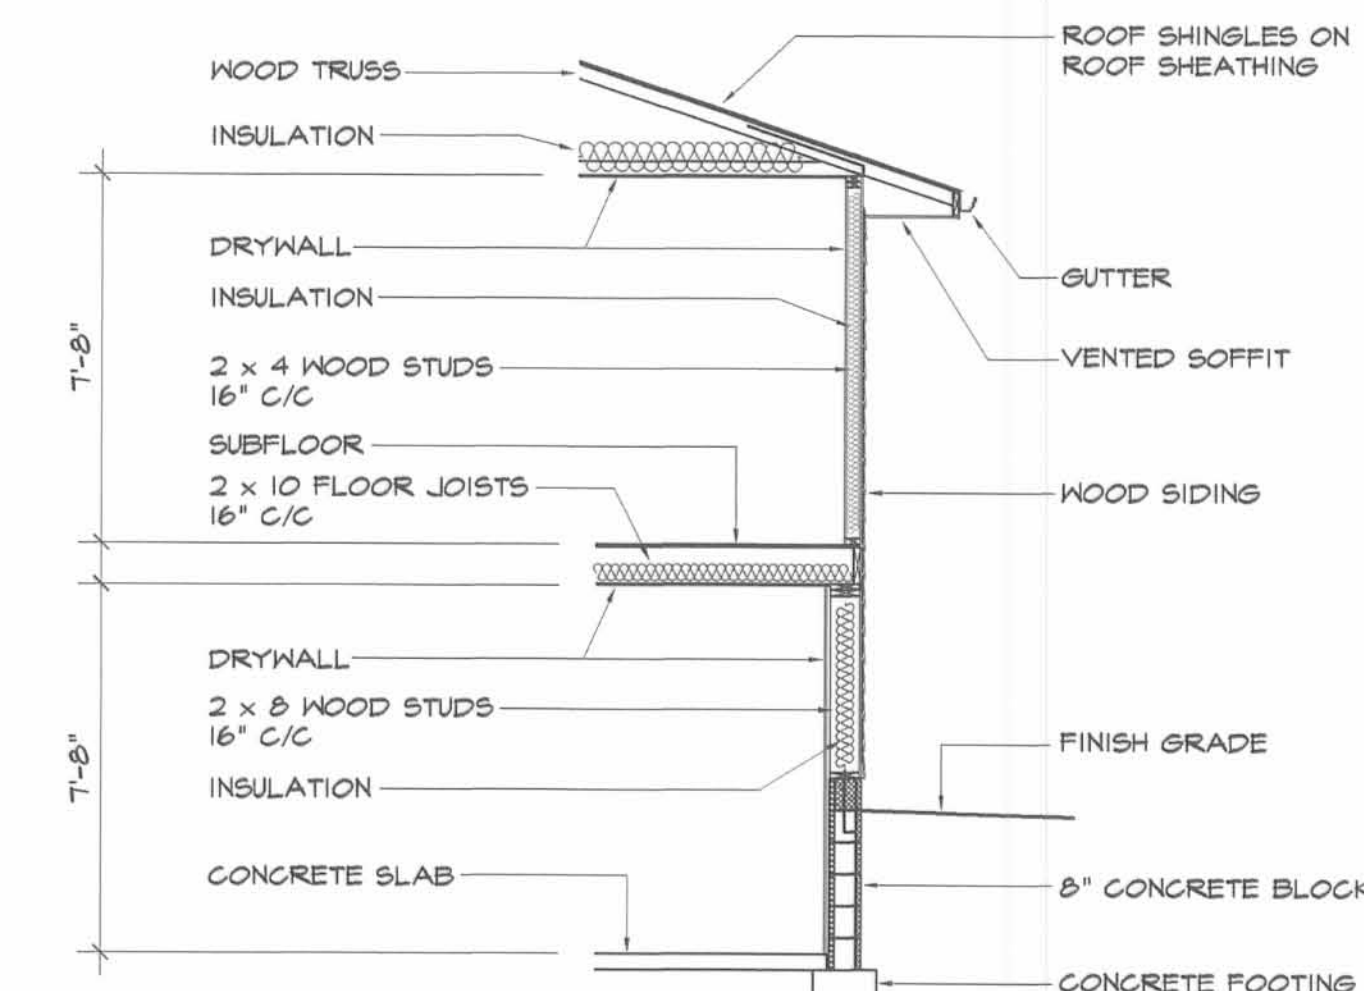 ROOF SHINGLES ON
ROOF SHEATHING
WOOD TRUSS
INSULATION
DRYWALL
GUTTER
INSULATION
VENTED SOFFIT
7'-8"
2 x 4 WOOD STUDS
16" C/C
SUBFLOOR
2 x 10 FLOOR JOISTS
16" C/C
WOOD SIDING
DRYWALL
2 x 8 WOOD STUDS
16" C/C
FINISH GRADE
7'-8"
INSULATION
CONCRETE SLAB
8" CONCRETE BLOCK
CONCRETE FOOTING